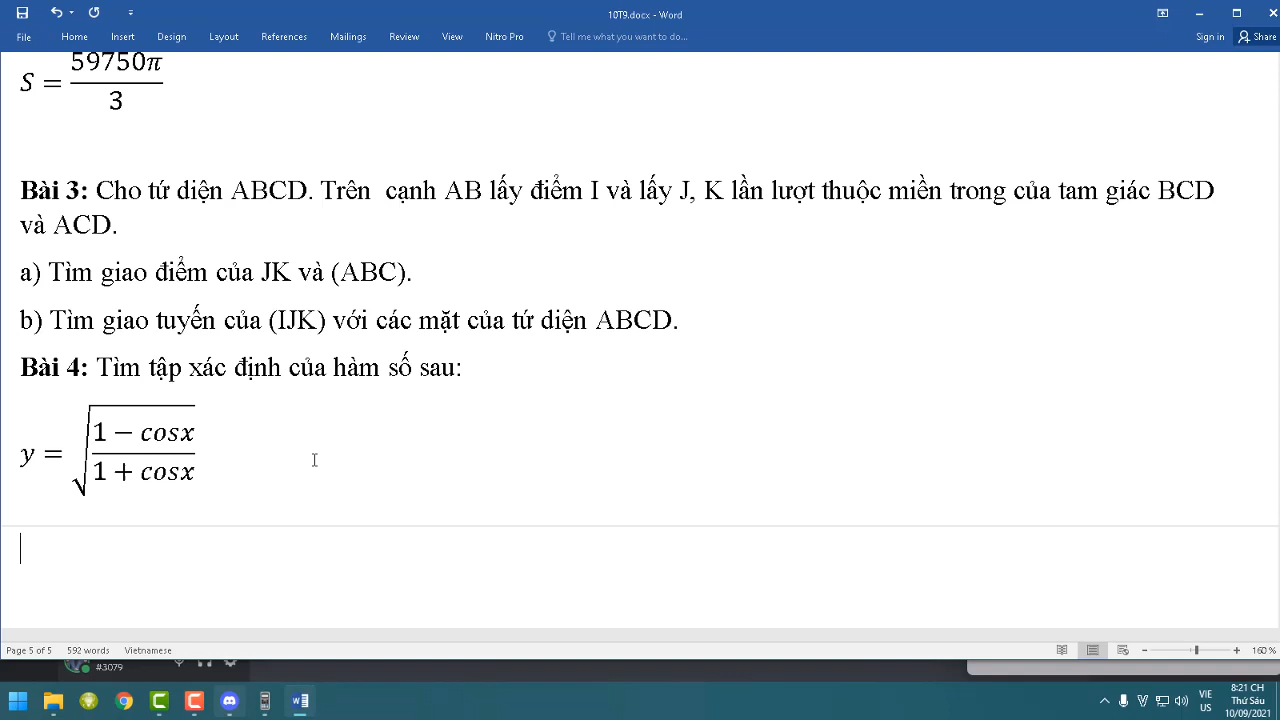 10T9.docx - Word
File Home Insert Design Layout References Mailings Review View Nitro Pro Tell me what you want to do... Sign in Share
S = 59750π / 3
Bài 3: Cho tứ diện ABCD. Trên cạnh AB lấy điểm I và lấy J, K lần lượt thuộc miền trong của tam giác BCD
và ACD.
a) Tìm giao điểm của JK và (ABC).
b) Tìm giao tuyến của (IJK) với các mặt của tứ diện ABCD.
Bài 4: Tìm tập xác định của hàm số sau:
y = √((1 − cosx)/(1 + cosx))
Page 5 of 5 592 words Vietnamese 160 %
#3079
VIE
US
8:21 CH
Thứ Sáu
10/09/2021